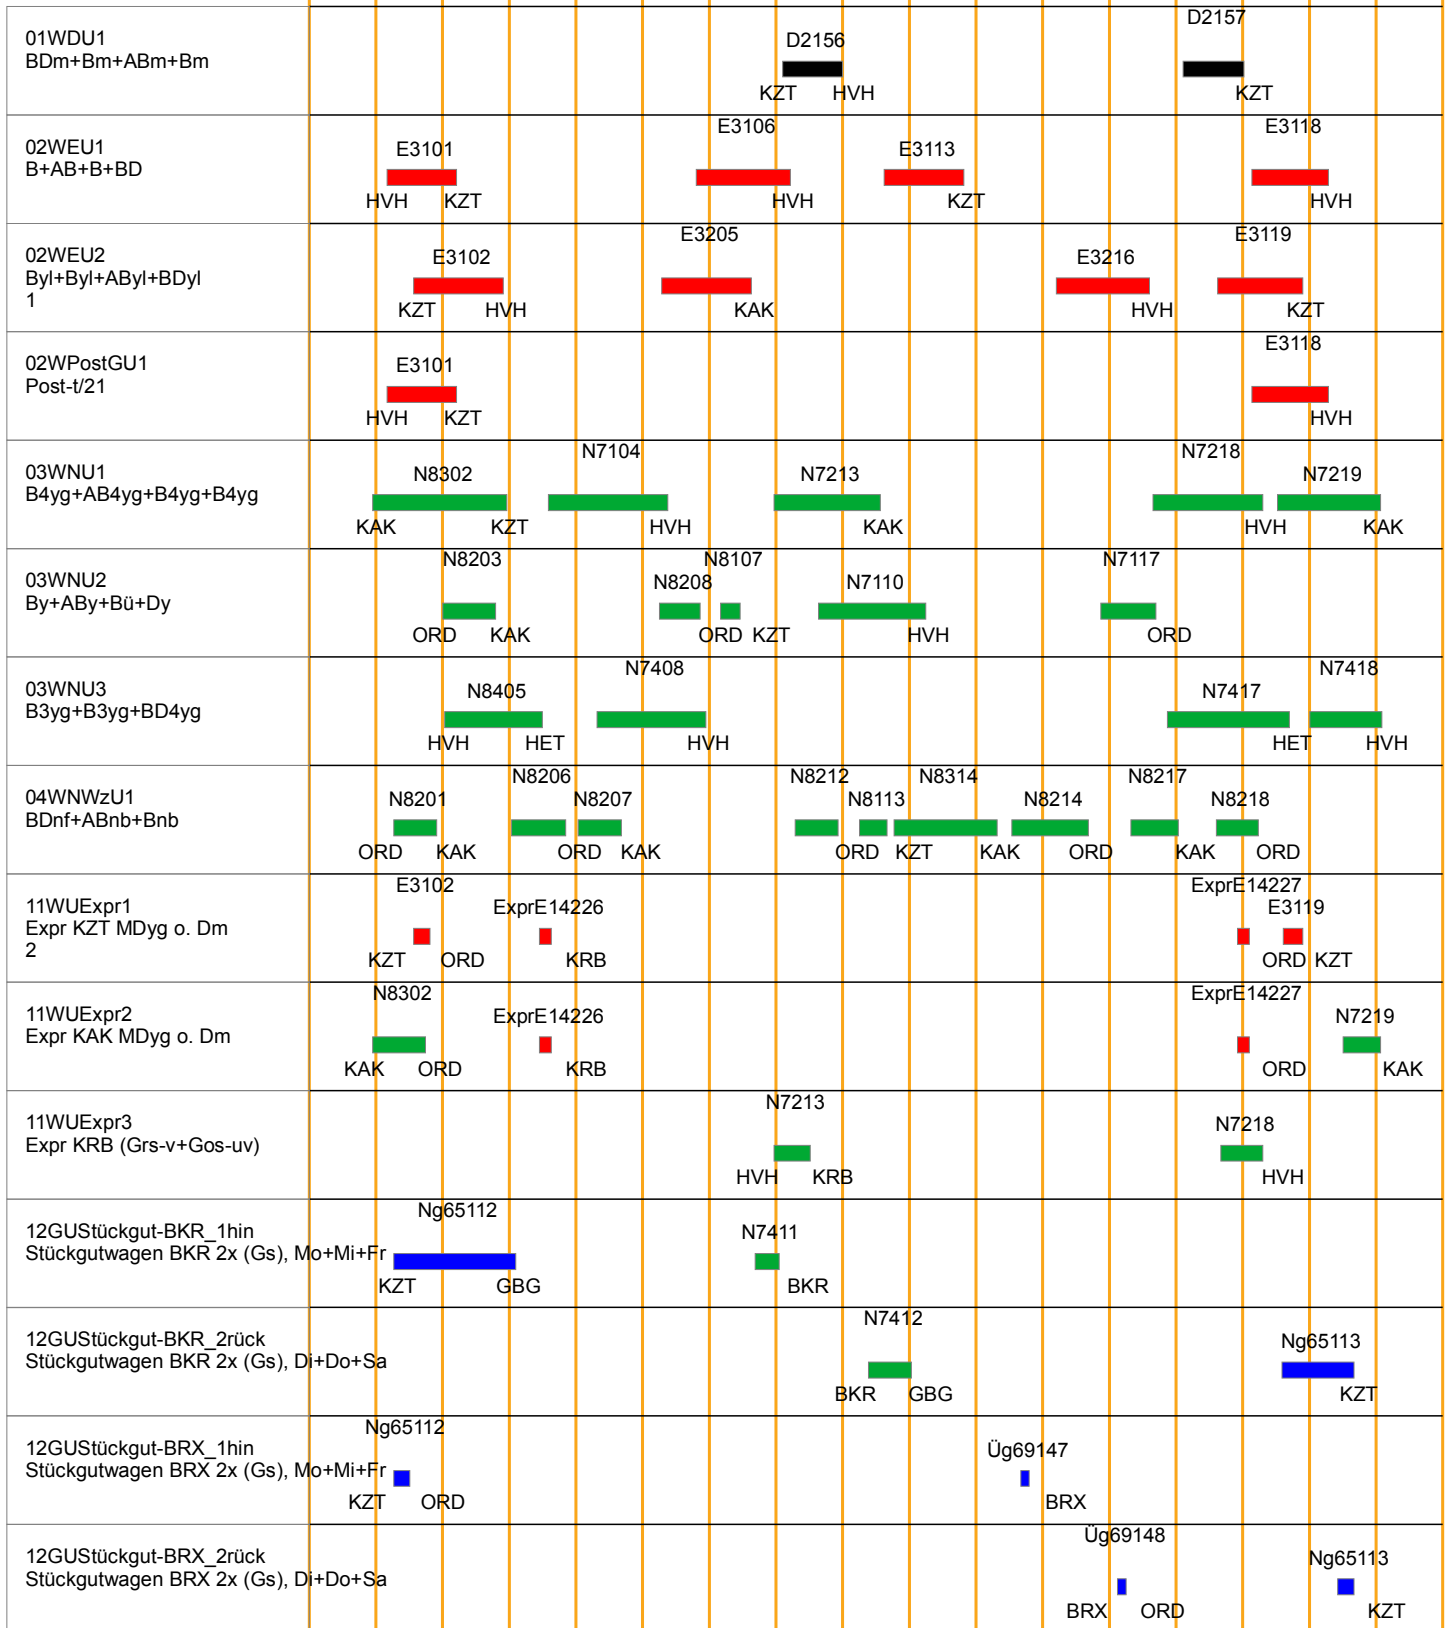 D2157
01WDU1
D2156
BDm+Bm+ABm+Bm
KZT HVH KZT
E3106 E3118
02WEU1
E3101 E3113
B+AB+B+BD
HVH KZT HVH KZT HVH
E3205 E3119
02WEU2
E3102 E3216
Byl+Byl+AByl+BDyl
1
KZT HVH KAK HVH KZT
E3118
02WPostGU1
E3101
Post-t/21
HVH KZT HVH
N7104 N7218
03WNU1
N8302 N7213 N7219
B4yg+AB4yg+B4yg+B4yg
KAK KZT HVH KAK HVH KAK
N8203 N8107 N7117
03WNU2
N8208 N7110
By+ABy+Bü+Dy
ORD KAK ORD KZT HVH ORD
N7408 N7418
03WNU3
N8405 N7417
B3yg+B3yg+BD4yg
HVH HET HVH HET HVH
N8206 N8212 N8314 N8217
04WNWzU1
N8201 N8207 N8113 N8214 N8218
BDnf+ABnb+Bnb
ORD KAK ORD KAK ORD KZT KAK ORD KAK ORD
E3102 ExprE14227
11WUExpr1
ExprE14226 E3119
Expr KZT MDyg o. Dm
2
KZT ORD KRB ORD KZT
N8302 ExprE14227
11WUExpr2
ExprE14226 N7219
Expr KAK MDyg o. Dm
KAK ORD KRB ORD KAK
N7213
11WUExpr3
N7218
Expr KRB (Grs-v+Gos-uv)
HVH KRB HVH
Ng65112
12GUStückgut-BKR_1hin
N7411
Stückgutwagen BKR 2x (Gs), Mo+Mi+Fr
KZT GBG BKR
N7412
12GUStückgut-BKR_2rück
Ng65113
Stückgutwagen BKR 2x (Gs), Di+Do+Sa
BKR GBG KZT
Ng65112
12GUStückgut-BRX_1hin
Üg69147
Stückgutwagen BRX 2x (Gs), Mo+Mi+Fr
KZT ORD BRX
Üg69148
12GUStückgut-BRX_2rück
Ng65113
Stückgutwagen BRX 2x (Gs), Di+Do+Sa
BRX ORD KZT